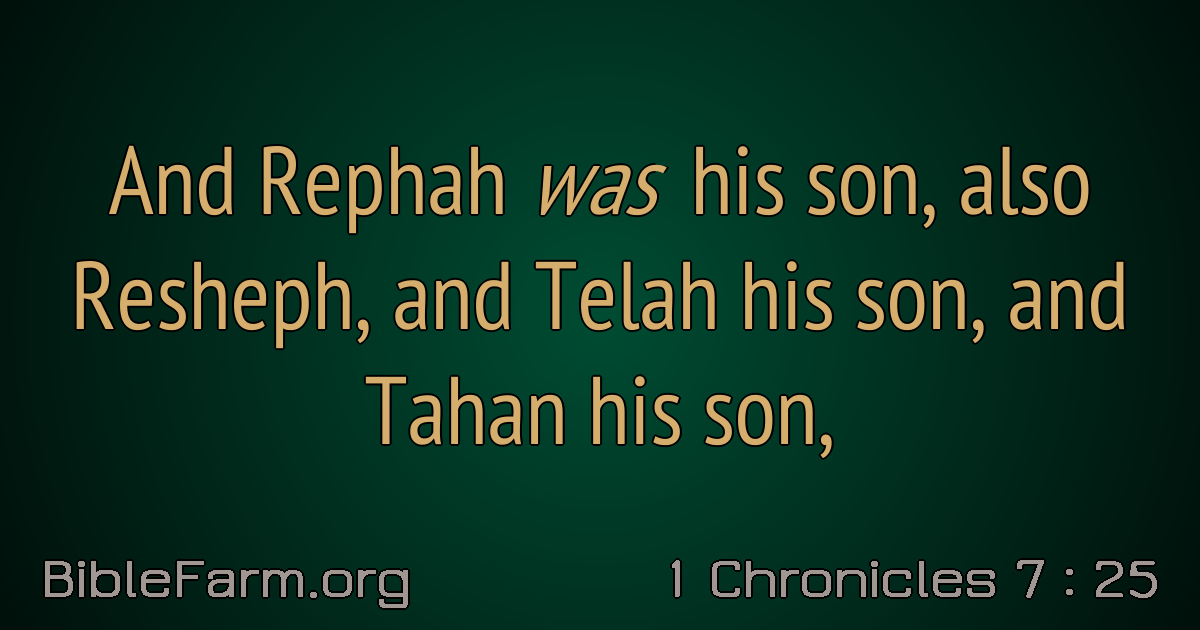 And Rephah was his son, also
Resheph, and Telah his son, and
Tahan his son,
BibleFarm.org
1 Chronicles 7 : 25